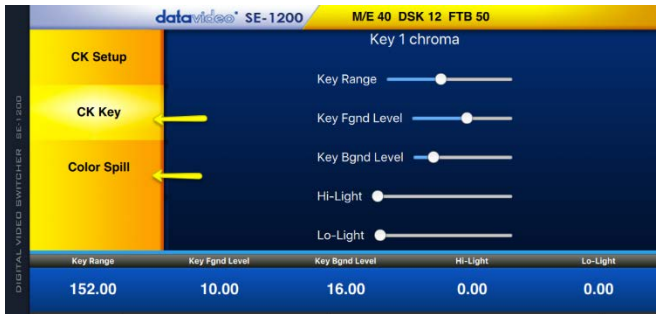 datavideo® SE-1200
M/E 40 DSK 12 FTB 50
Key 1 chroma
CK Setup
CK Key
Color Spill
Key Range
Key Fgnd Level
Key Bgnd Level
Hi-Light
Lo-Light
DIGITAL VIDEO SWITCHER SE-1200
Key Range Key Fgnd Level Key Bgnd Level Hi-Light Lo-Light
152.00 10.00 16.00 0.00 0.00